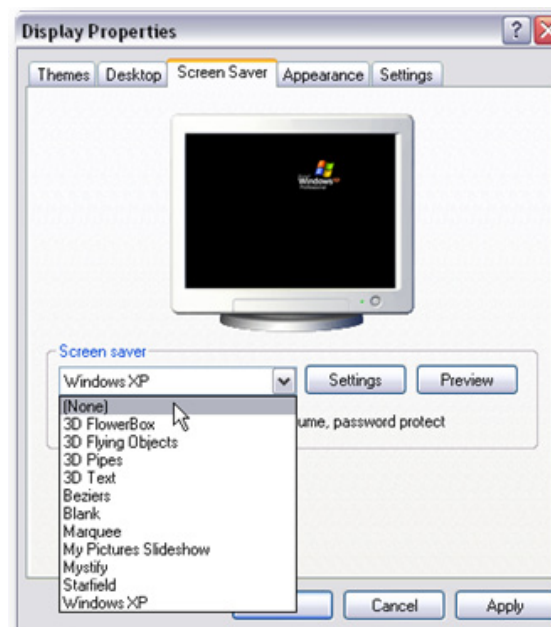 Display Properties
Themes Desktop Screen Saver Appearance Settings
Windows XP
Screen saver
Windows XP Settings Preview
(None)
3D FlowerBox
ume, password protect
3D Flying Objects
3D Pipes
3D Text
Beziers
Blank
Marquee
My Pictures Slideshow
Mystify
Starfield
Windows XP
Cancel Apply